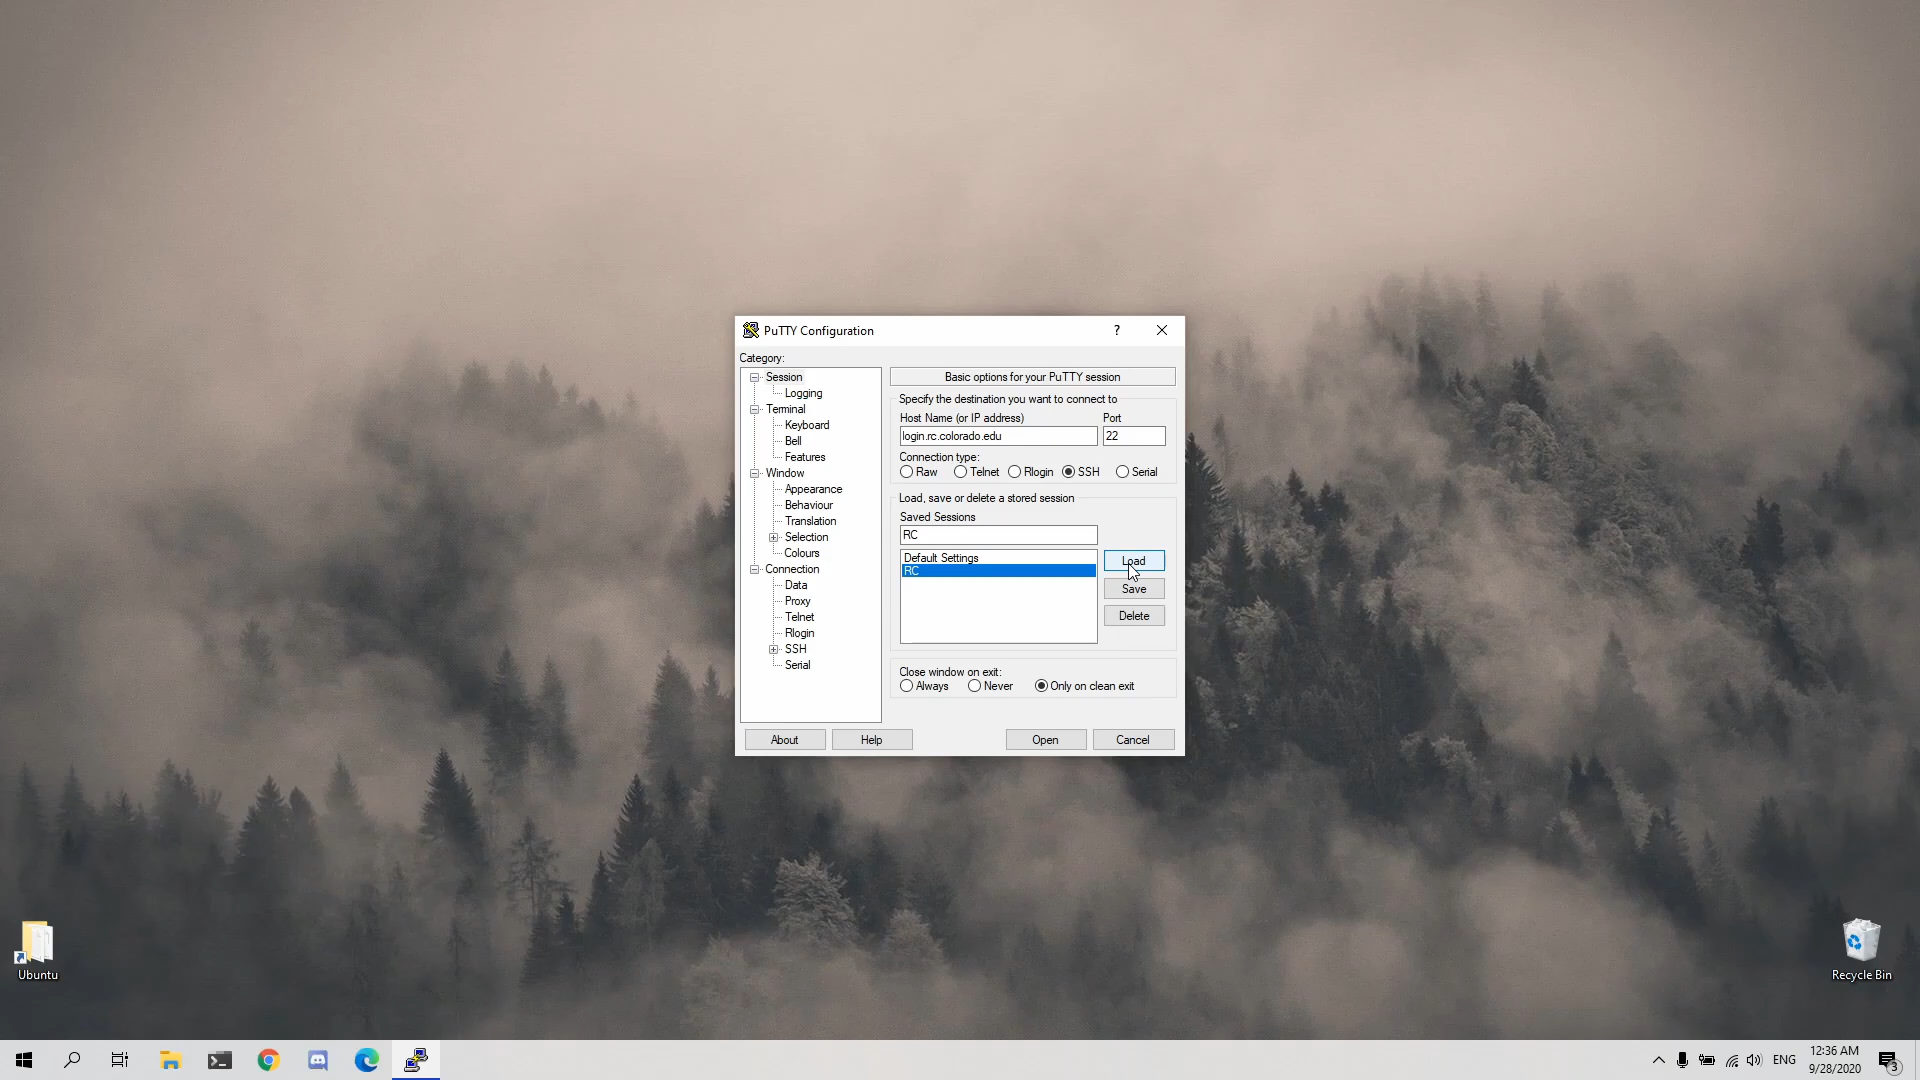 PuTTY Configuration
?
Category:
Session
Logging
Terminal
Keyboard
Bell
Features
Window
Appearance
Behaviour
Translation
Selection
Colours
Connection
Data
Proxy
Telnet
Rlogin
SSH
Serial
Basic options for your PuTTY session
Specify the destination you want to connect to
Host Name (or IP address) Port
login.rc.colorado.edu 22
Connection type:
Raw Telnet Rlogin SSH Serial
Load, save or delete a stored session
Saved Sessions
RC
Default Settings
RC
Load
Save
Delete
Close window on exit:
Always Never Only on clean exit
About Help Open Cancel
Ubuntu
Recycle Bin
ENG
12:36 AM
9/28/2020
3